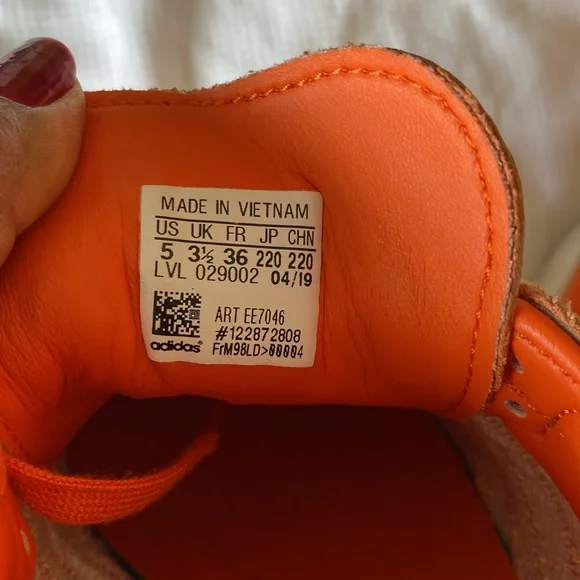 MADE IN VIETNAM
US UK FR JP CHN
5 3½ 36 220 220
LVL 029002 04/19
ART EE7046
#122872808
adidas® FrM98LD>00004